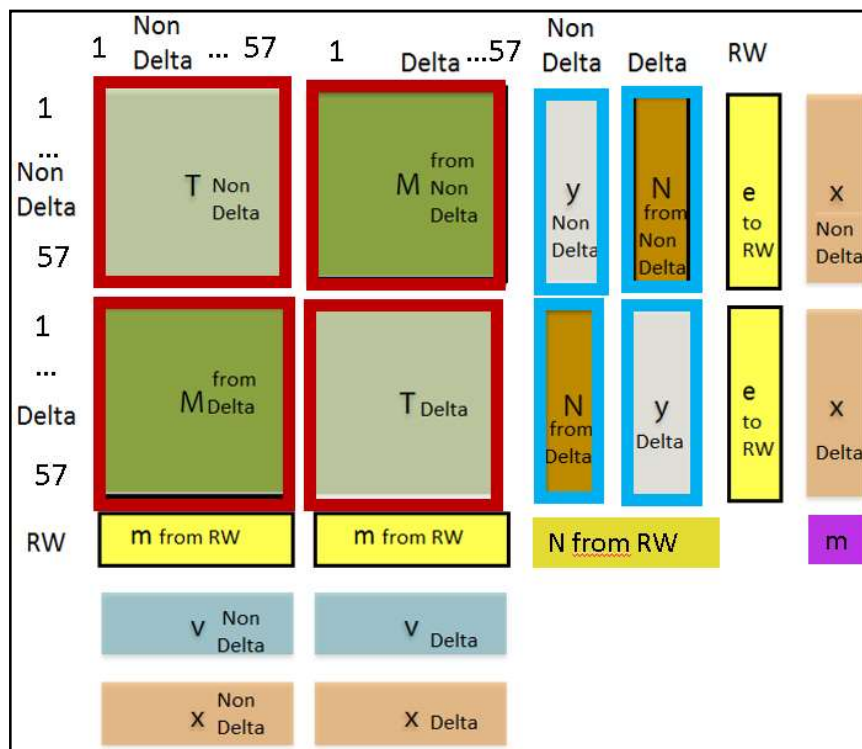 Non
1 Delta ... 57
1 Delta ...57
Non
Delta
Delta
RW
1
...
Non
Delta
57
T Non
Delta
M from
Non
Delta
y
Non
Delta
N
from
Non
Delta
e
to
RW
x
Non
Delta
1
...
Delta
57
M from
Delta
T Delta
N
from
Delta
y
Delta
e
to
RW
x
Delta
RW
m from RW
m from RW
N from RW
m
v Non
Delta
v Delta
x Non
Delta
x Delta